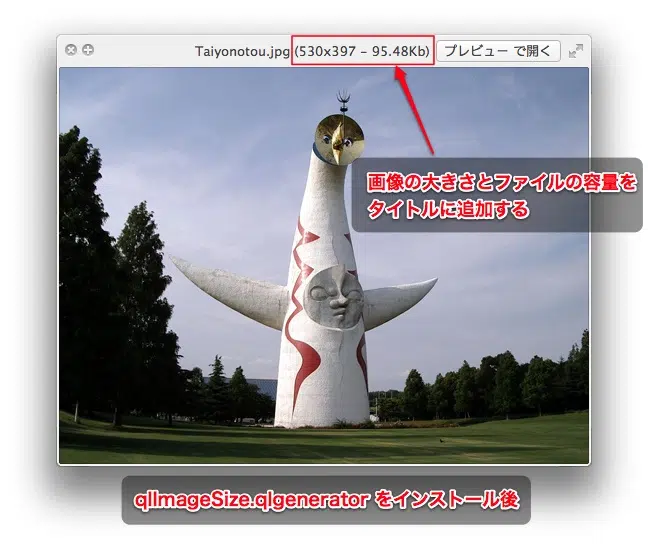 Taiyonotou.jpg (530x397 – 95.48Kb) プレビュー で開く
画像の大きさとファイルの容量を
タイトルに追加する
qlImageSize.qlgenerator をインストール後